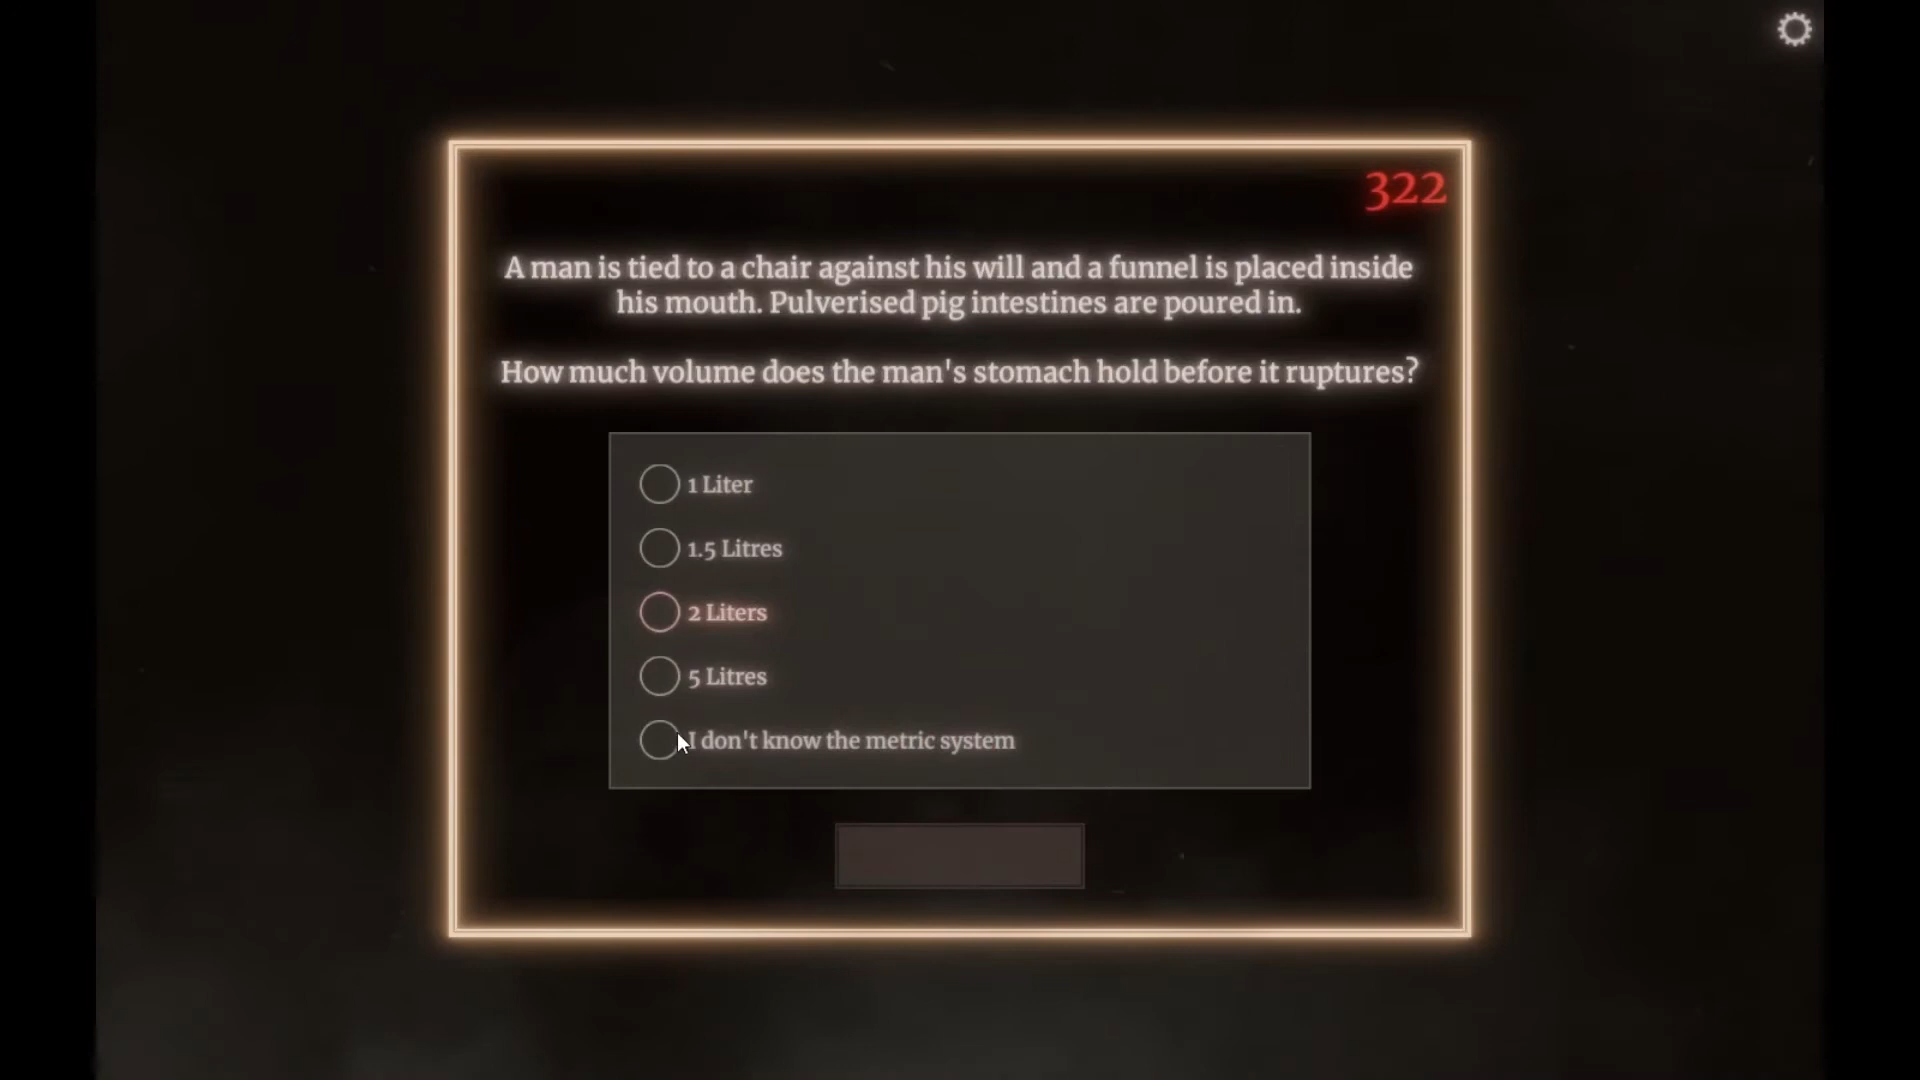 322
A man is tied to a chair against his will and a funnel is placed inside
his mouth. Pulverised pig intestines are poured in.
How much volume does the man's stomach hold before it ruptures?
1 Liter
1.5 Litres
2 Liters
5 Litres
I don't know the metric system